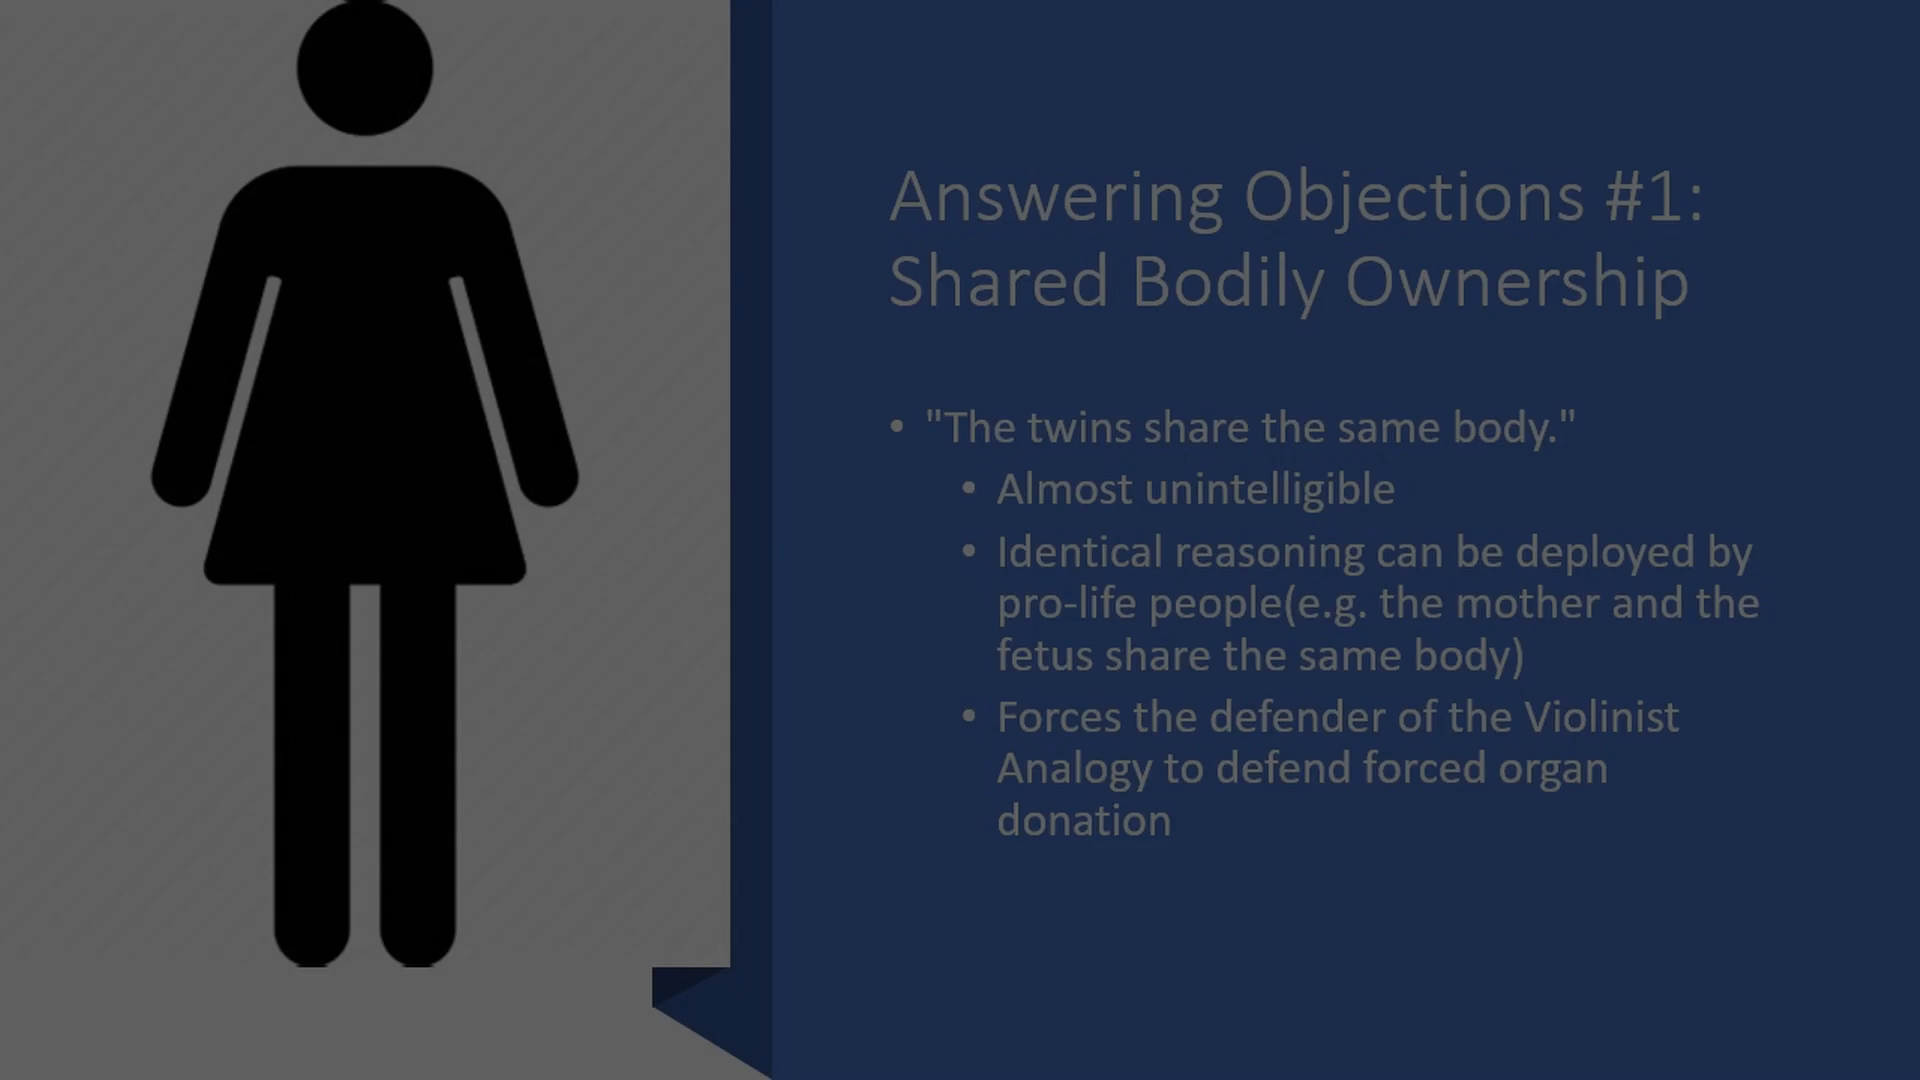 Answering Objections #1:
Shared Bodily Ownership
• "The twins share the same body."
• Almost unintelligible
• Identical reasoning can be deployed by
pro-life people(e.g. the mother and the
fetus share the same body)
• Forces the defender of the Violinist
Analogy to defend forced organ
donation